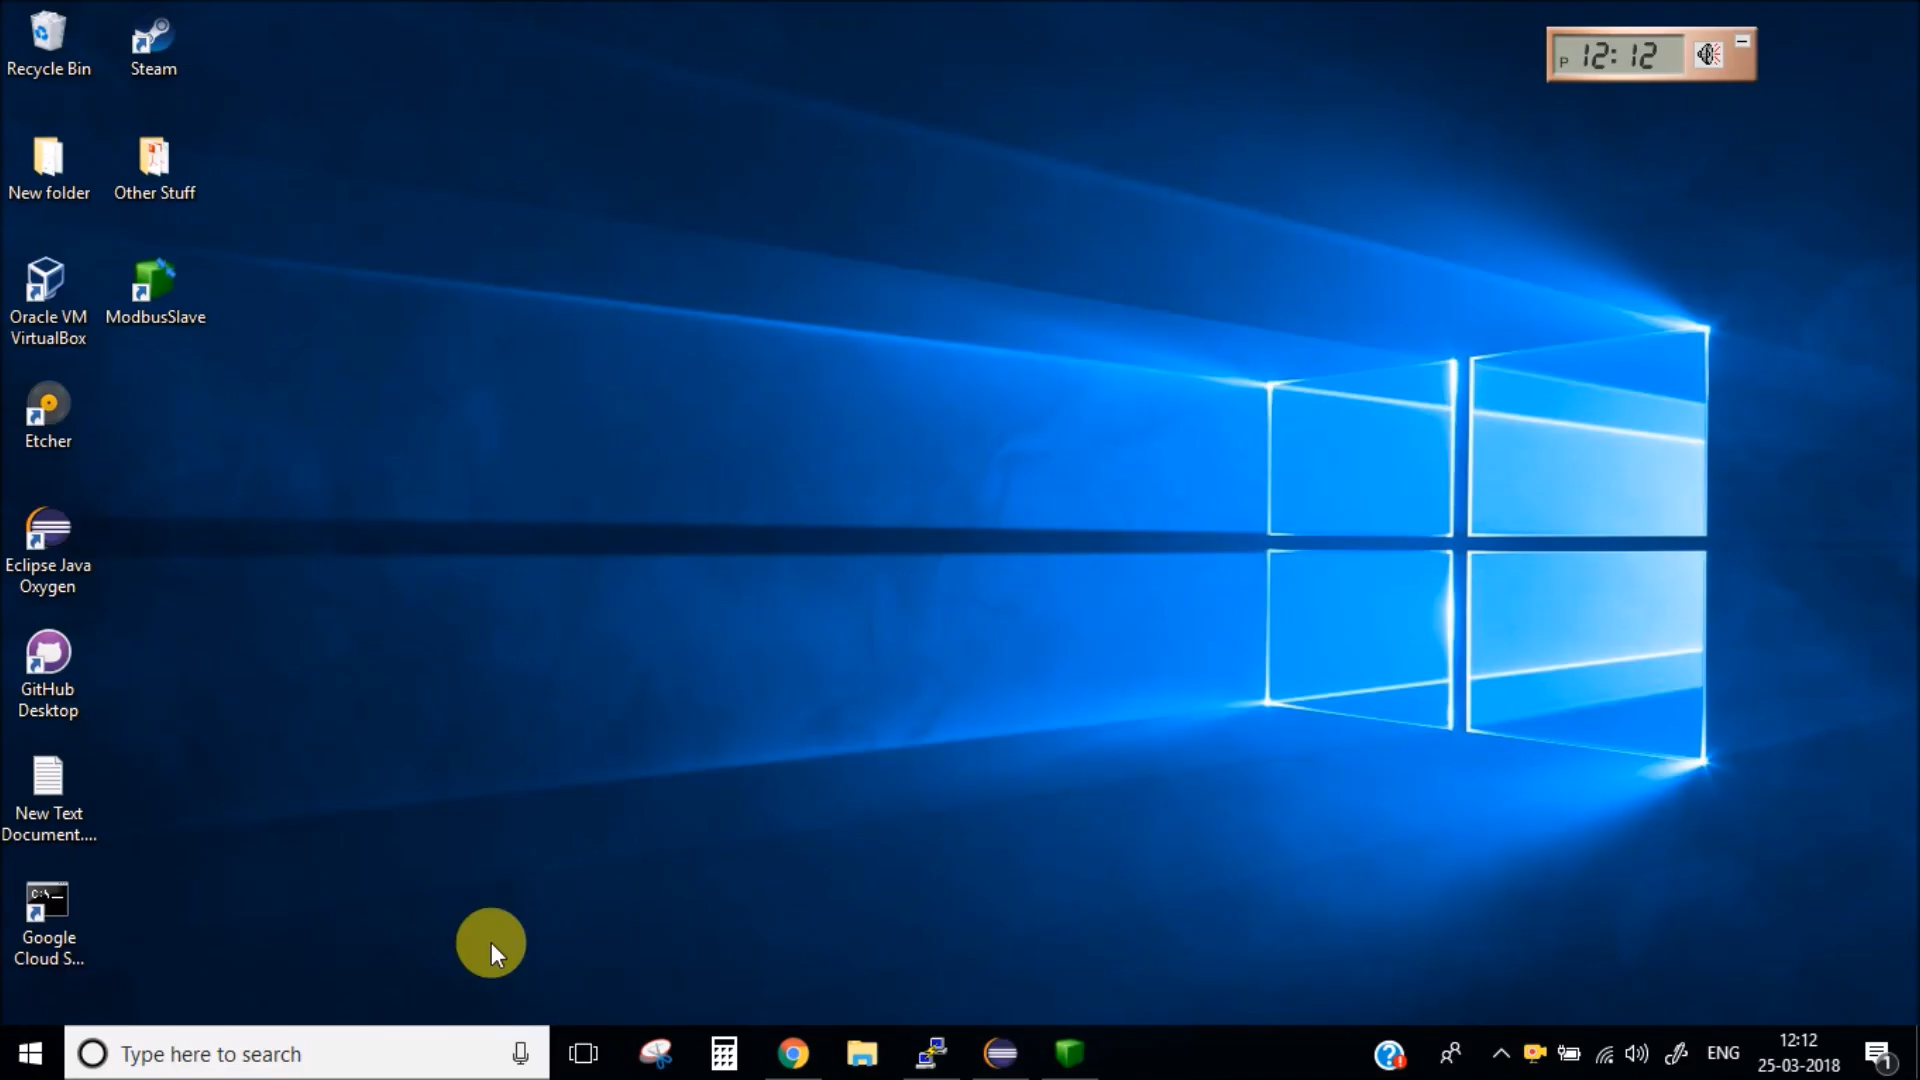 Recycle Bin
Steam
P 12:12
New folder
Other Stuff
Oracle VM
VirtualBox
ModbusSlave
Etcher
Eclipse Java
Oxygen
GitHub
Desktop
New Text
Document....
C:\
Google
Cloud S...
Type here to search
ENG
12:12
25-03-2018
1